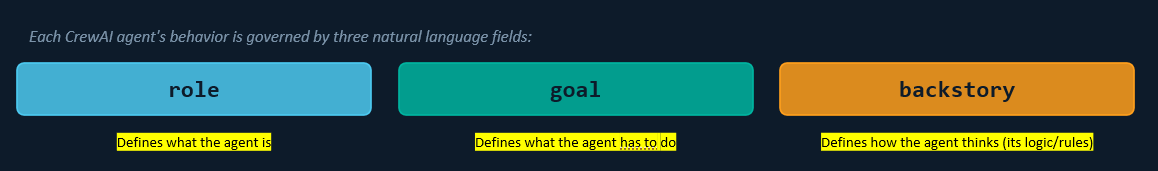 Each CrewAI agent's behavior is governed by three natural language fields:
role
goal
backstory
Defines what the agent is
Defines what the agent has to do
Defines how the agent thinks (its logic/rules)